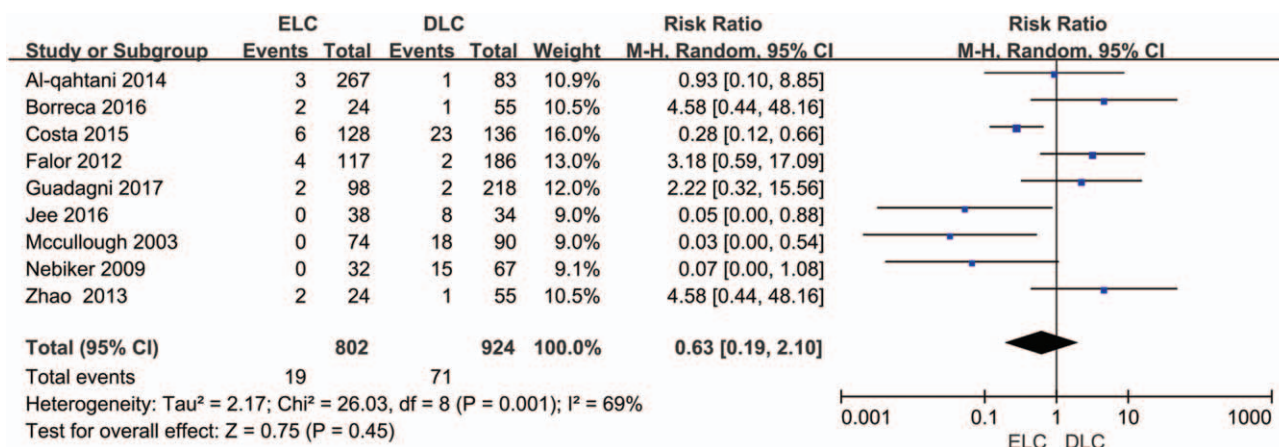 ELC DLC Risk Ratio Risk Ratio
Study or Subgroup Events Total Events Total Weight M-H, Random, 95% CI M-H, Random, 95% CI
Al-qahtani 2014 3 267 1 83 10.9% 0.93 [0.10, 8.85]
Borreca 2016 2 24 1 55 10.5% 4.58 [0.44, 48.16]
Costa 2015 6 128 23 136 16.0% 0.28 [0.12, 0.66]
Falor 2012 4 117 2 186 13.0% 3.18 [0.59, 17.09]
Guadagni 2017 2 98 2 218 12.0% 2.22 [0.32, 15.56]
Jee 2016 0 38 8 34 9.0% 0.05 [0.00, 0.88]
Mccullough 2003 0 74 18 90 9.0% 0.03 [0.00, 0.54]
Nebiker 2009 0 32 15 67 9.1% 0.07 [0.00, 1.08]
Zhao 2013 2 24 1 55 10.5% 4.58 [0.44, 48.16]
Total (95% CI) 802 924 100.0% 0.63 [0.19, 2.10]
Total events 19 71
Heterogeneity: Tau² = 2.17; Chi² = 26.03, df = 8 (P = 0.001); I² = 69%
Test for overall effect: Z = 0.75 (P = 0.45)
0.001 0.1 1 10 1000
ELC DLC